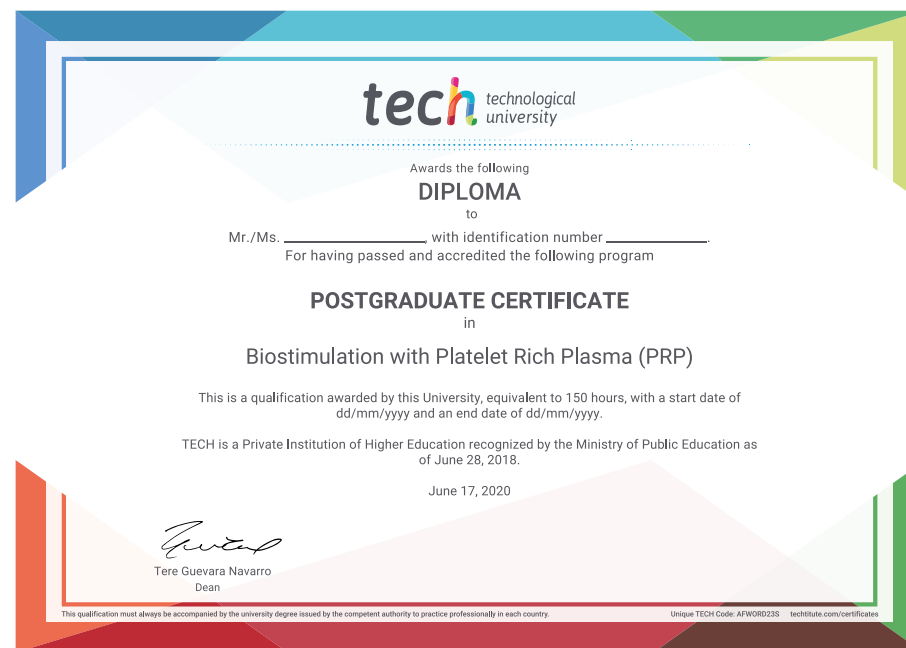 tech technological
university
Awards the following
DIPLOMA
to
Mr./Ms. ____________, with identification number ____________.
For having passed and accredited the following program
POSTGRADUATE CERTIFICATE
in
Biostimulation with Platelet Rich Plasma (PRP)
This is a qualification awarded by this University, equivalent to 150 hours, with a start date of
dd/mm/yyyy and an end date of dd/mm/yyyy.
TECH is a Private Institution of Higher Education recognized by the Ministry of Public Education as
of June 28, 2018.
June 17, 2020
Tere Guevara Navarro
Dean
This qualification must always be accompanied by the university degree issued by the competent authority to practice professionally in each country.
Unique TECH Code: AFWORD23S techtitute.com/certificates